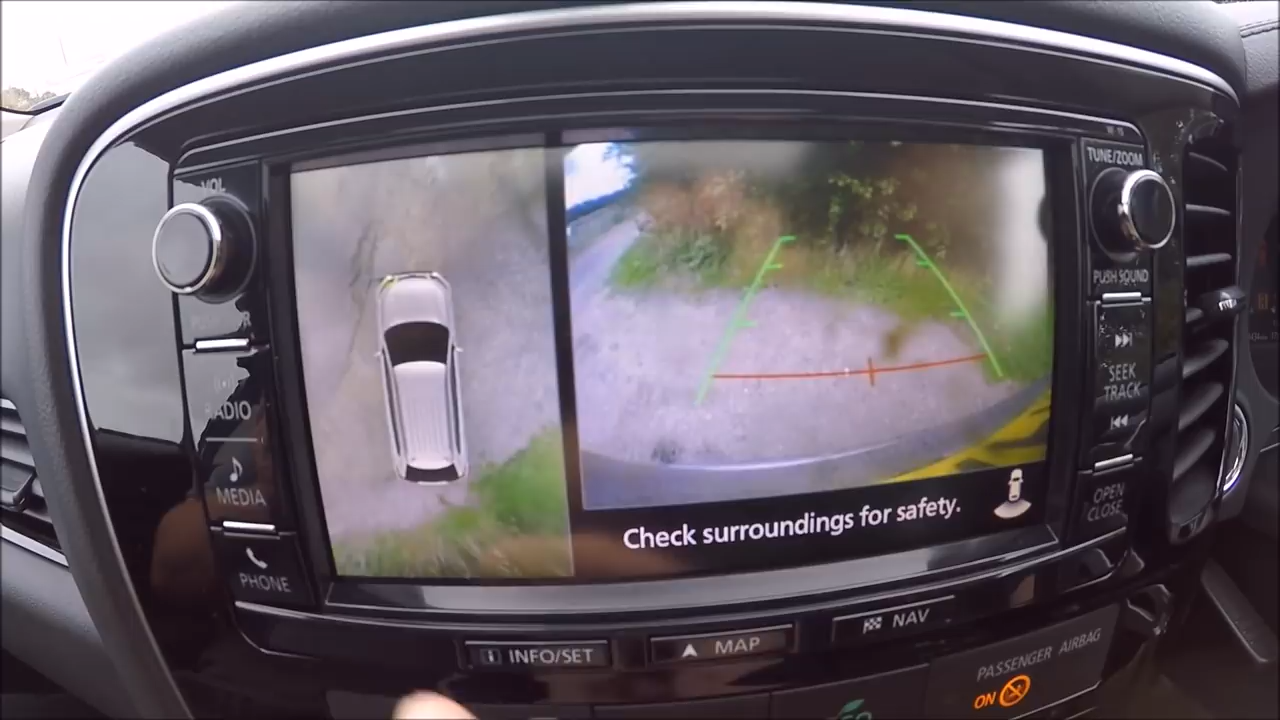 VOL
RADIO
MEDIA
PHONE
TUNE/ZOOM
PUSH SOUND
SEEK
TRACK
OPEN
CLOSE
Check surroundings for safety.
INFO/SET
MAP
NAV
PASSENGER AIRBAG
ON